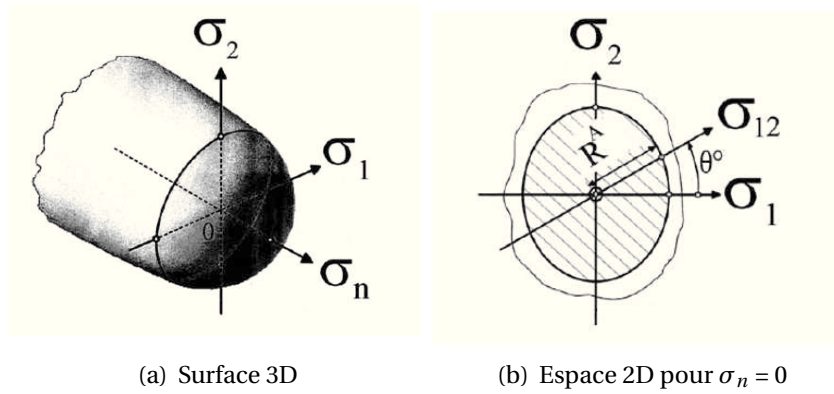 σ₂
σ₁
0
σₙ
σ₂
σ₁₂
R^A
θ°
σ₁
(a) Surface 3D
(b) Espace 2D pour σₙ = 0